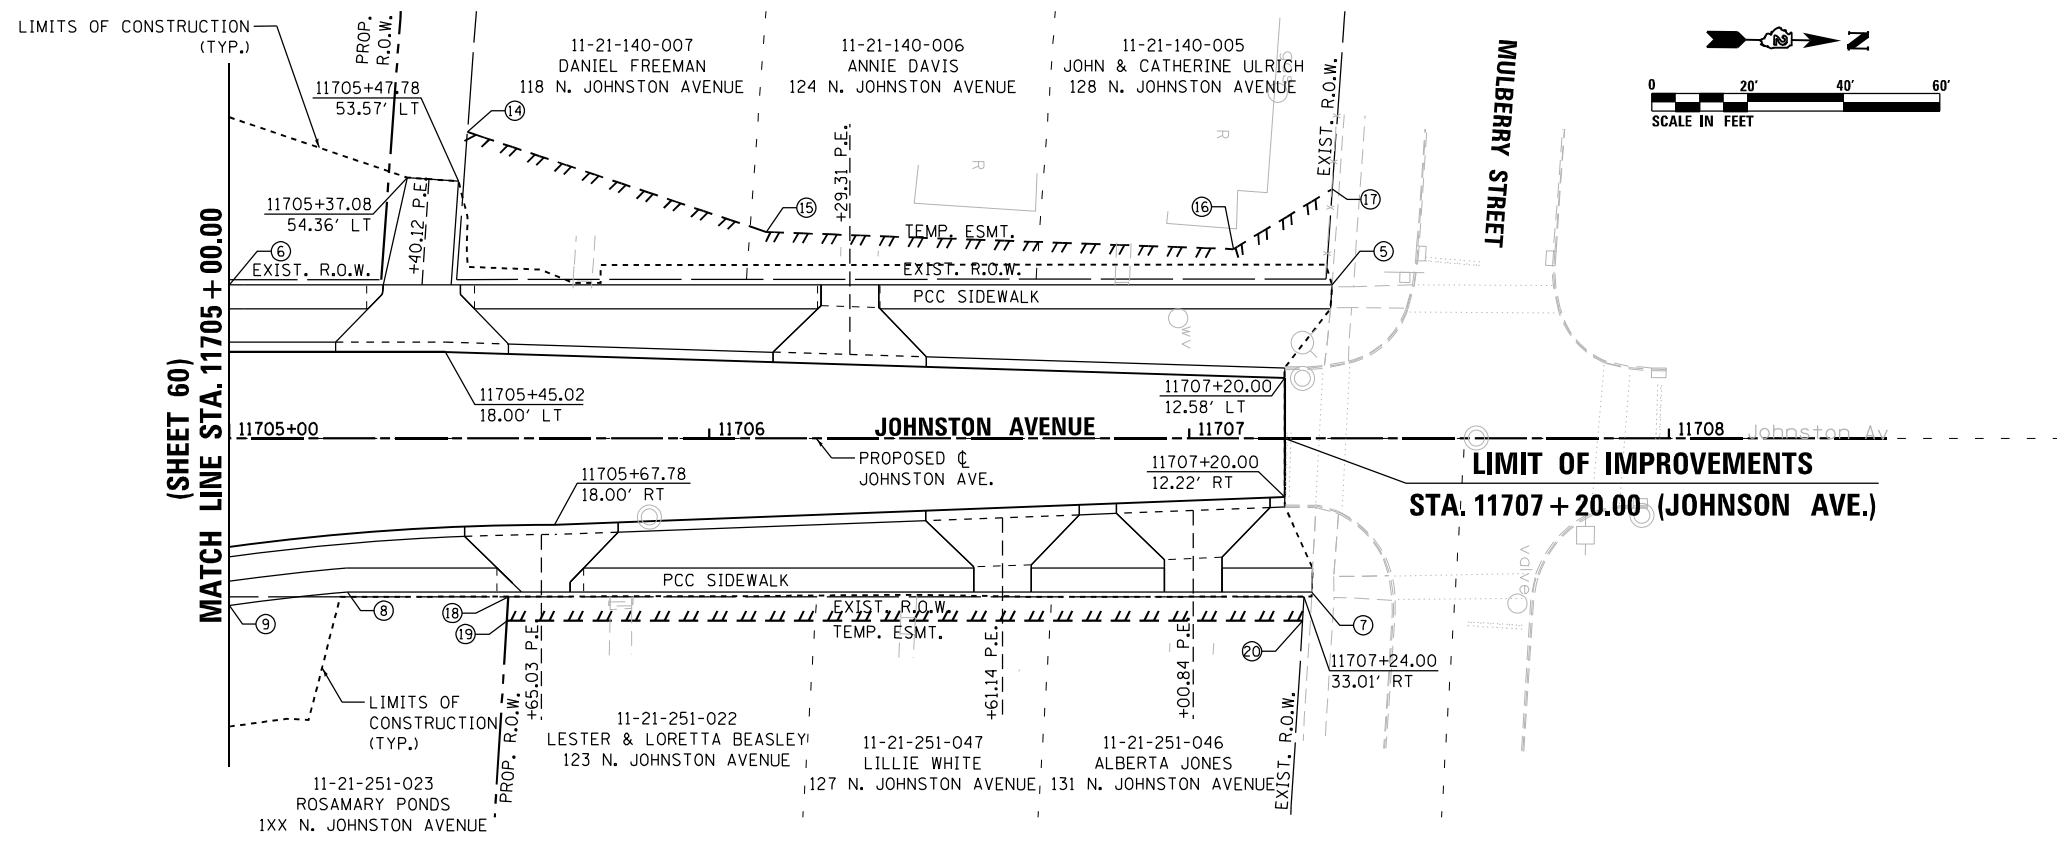 LIMITS OF CONSTRUCTION
(TYP.)
PROP.
R.O.W.
11-21-140-007
DANIEL FREEMAN
118 N. JOHNSTON AVENUE
11-21-140-006
ANNIE DAVIS
124 N. JOHNSTON AVENUE
11-21-140-005
JOHN & CATHERINE ULRICH
128 N. JOHNSTON AVENUE
EXIST. R.O.W.
MULBERRY STREET
N
0 20' 40' 60'
SCALE IN FEET
11705+47.78
53.57' LT
14
11705+37.08
54.36' LT
+40.12 P.E.
+29.31 P.E.
R
R
15
16
17
TEMP. ESMT.
6
EXIST. R.O.W.
EXIST. R.O.W.
5
PCC SIDEWALK
WV
(SHEET 60)
MATCH LINE STA. 11705+00.00
11705+45.02
18.00' LT
11707+20.00
12.58' LT
11705+00
11706
JOHNSTON AVENUE
11707
11708
Johnston Av
PROPOSED ℄
JOHNSTON AVE.
11705+67.78
18.00' RT
11707+20.00
12.22' RT
LIMIT OF IMPROVEMENTS
STA. 11707+20.00 (JOHNSON AVE.)
valve
PCC SIDEWALK
9
8
18
19
EXIST. R.O.W.
TEMP. ESMT.
7
20
11707+24.00
33.01' RT
+65.03 P.E.
+61.14 P.E.
+00.84 P.E.
LIMITS OF
CONSTRUCTION
(TYP.)
PROP. R.O.W.
EXIST. R.O.W.
11-21-251-022
LESTER & LORETTA BEASLEY
123 N. JOHNSTON AVENUE
11-21-251-047
LILLIE WHITE
127 N. JOHNSTON AVENUE
11-21-251-046
ALBERTA JONES
131 N. JOHNSTON AVENUE
11-21-251-023
ROSAMARY PONDS
1XX N. JOHNSTON AVENUE